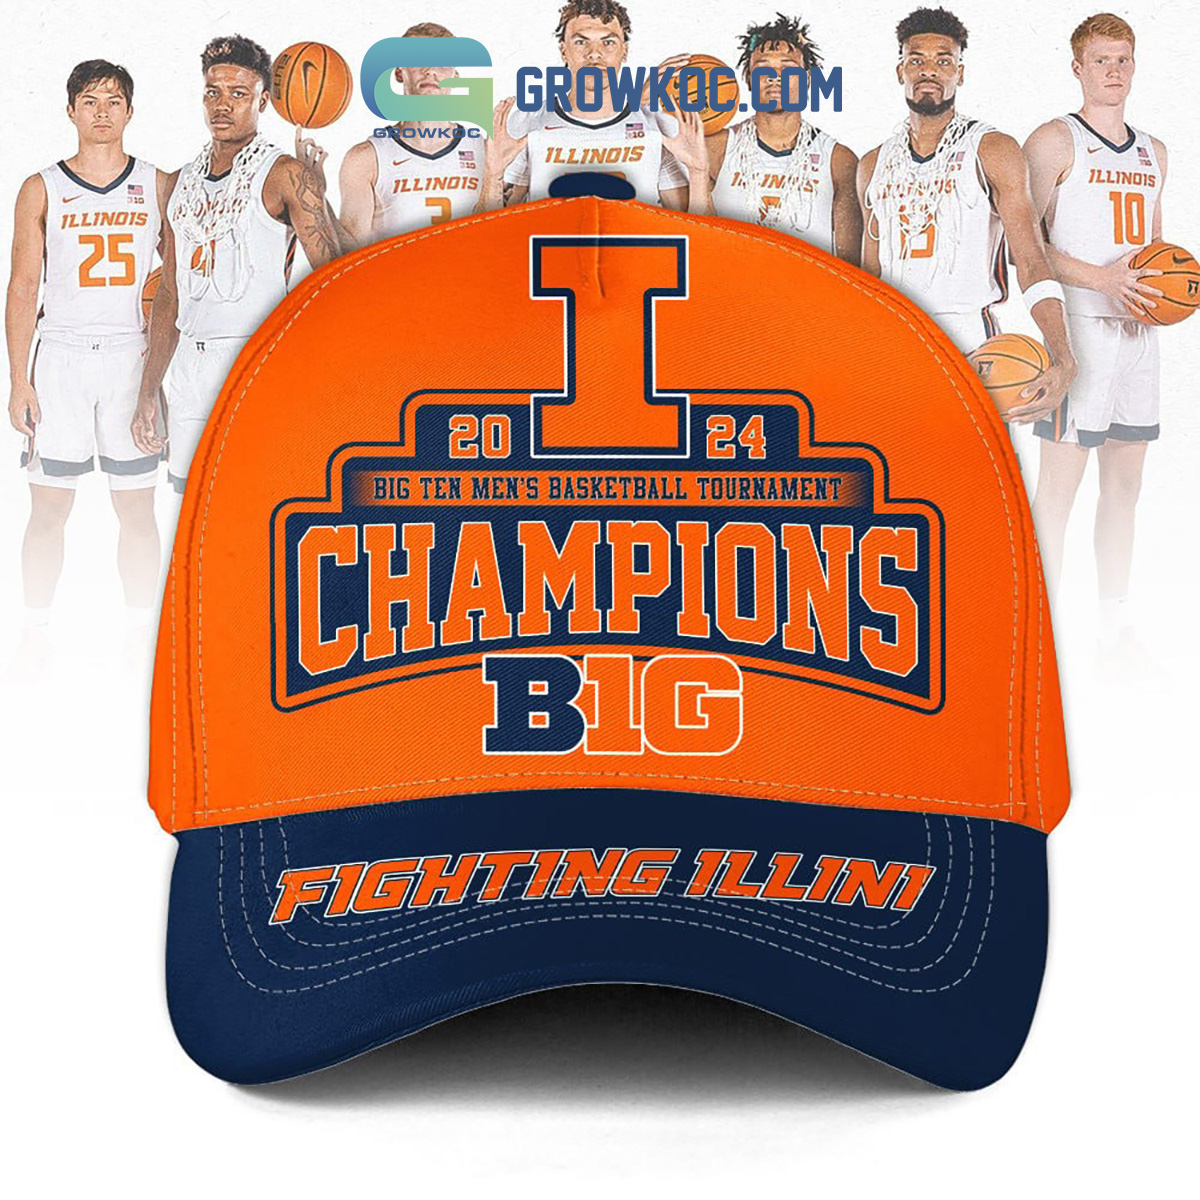 GROWKOC
GROWKOC.COM
ILLINOIS
25
ILLINOIS
3
ILLINOIS
ILLINOIS
ILLINOIS
10
I
20 24
BIG TEN MEN'S BASKETBALL TOURNAMENT
CHAMPIONS
B1G
FIGHTING ILLINI